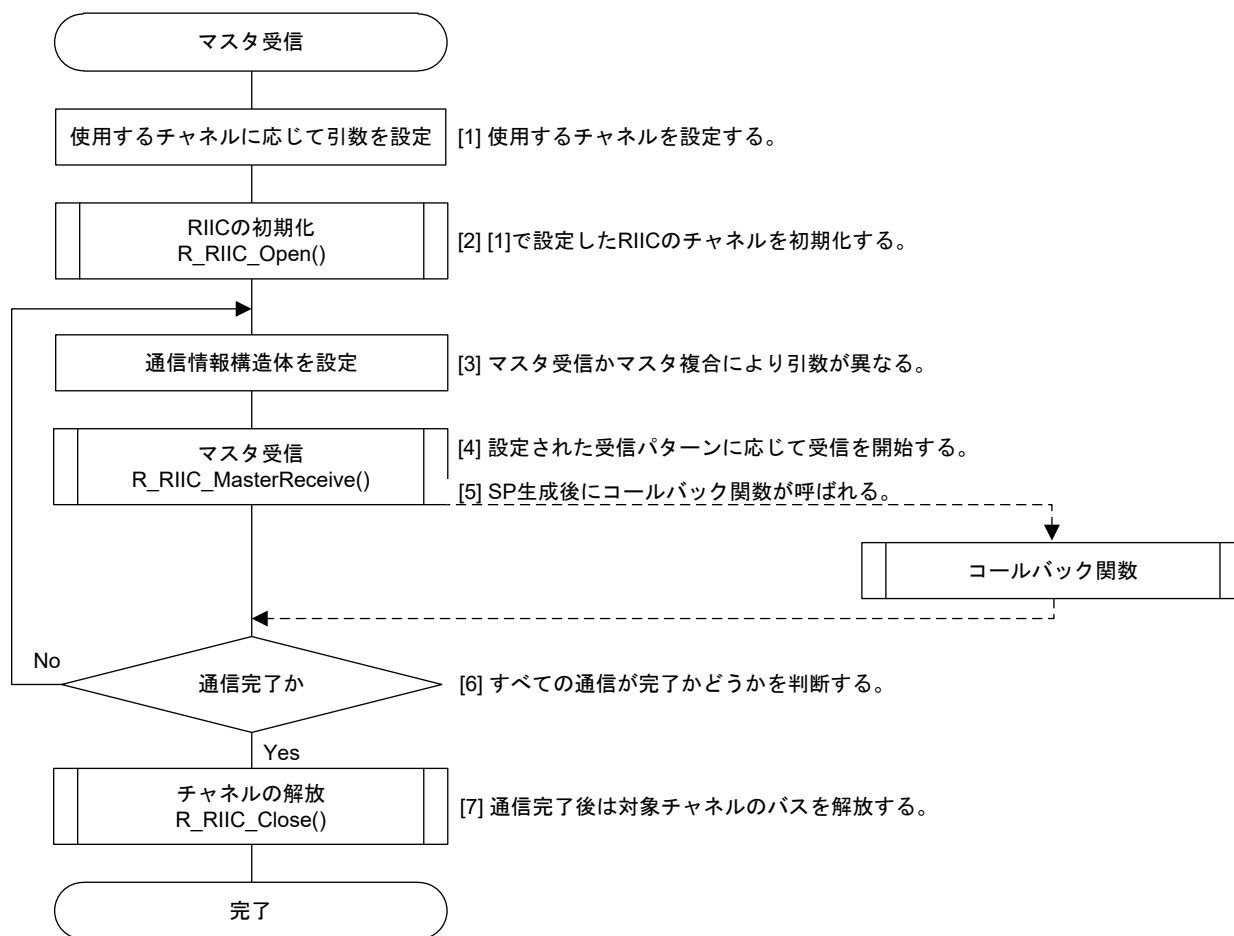 マスタ受信
使用するチャネルに応じて引数を設定
[1] 使用するチャネルを設定する。
RIICの初期化
R_RIIC_Open()
[2] [1]で設定したRIICのチャネルを初期化する。
通信情報構造体を設定
[3] マスタ受信かマスタ複合により引数が異なる。
マスタ受信
R_RIIC_MasterReceive()
[4] 設定された受信パターンに応じて受信を開始する。
[5] SP生成後にコールバック関数が呼ばれる。
コールバック関数
No
通信完了か
[6] すべての通信が完了かどうかを判断する。
Yes
チャネルの解放
R_RIIC_Close()
[7] 通信完了後は対象チャネルのバスを解放する。
完了